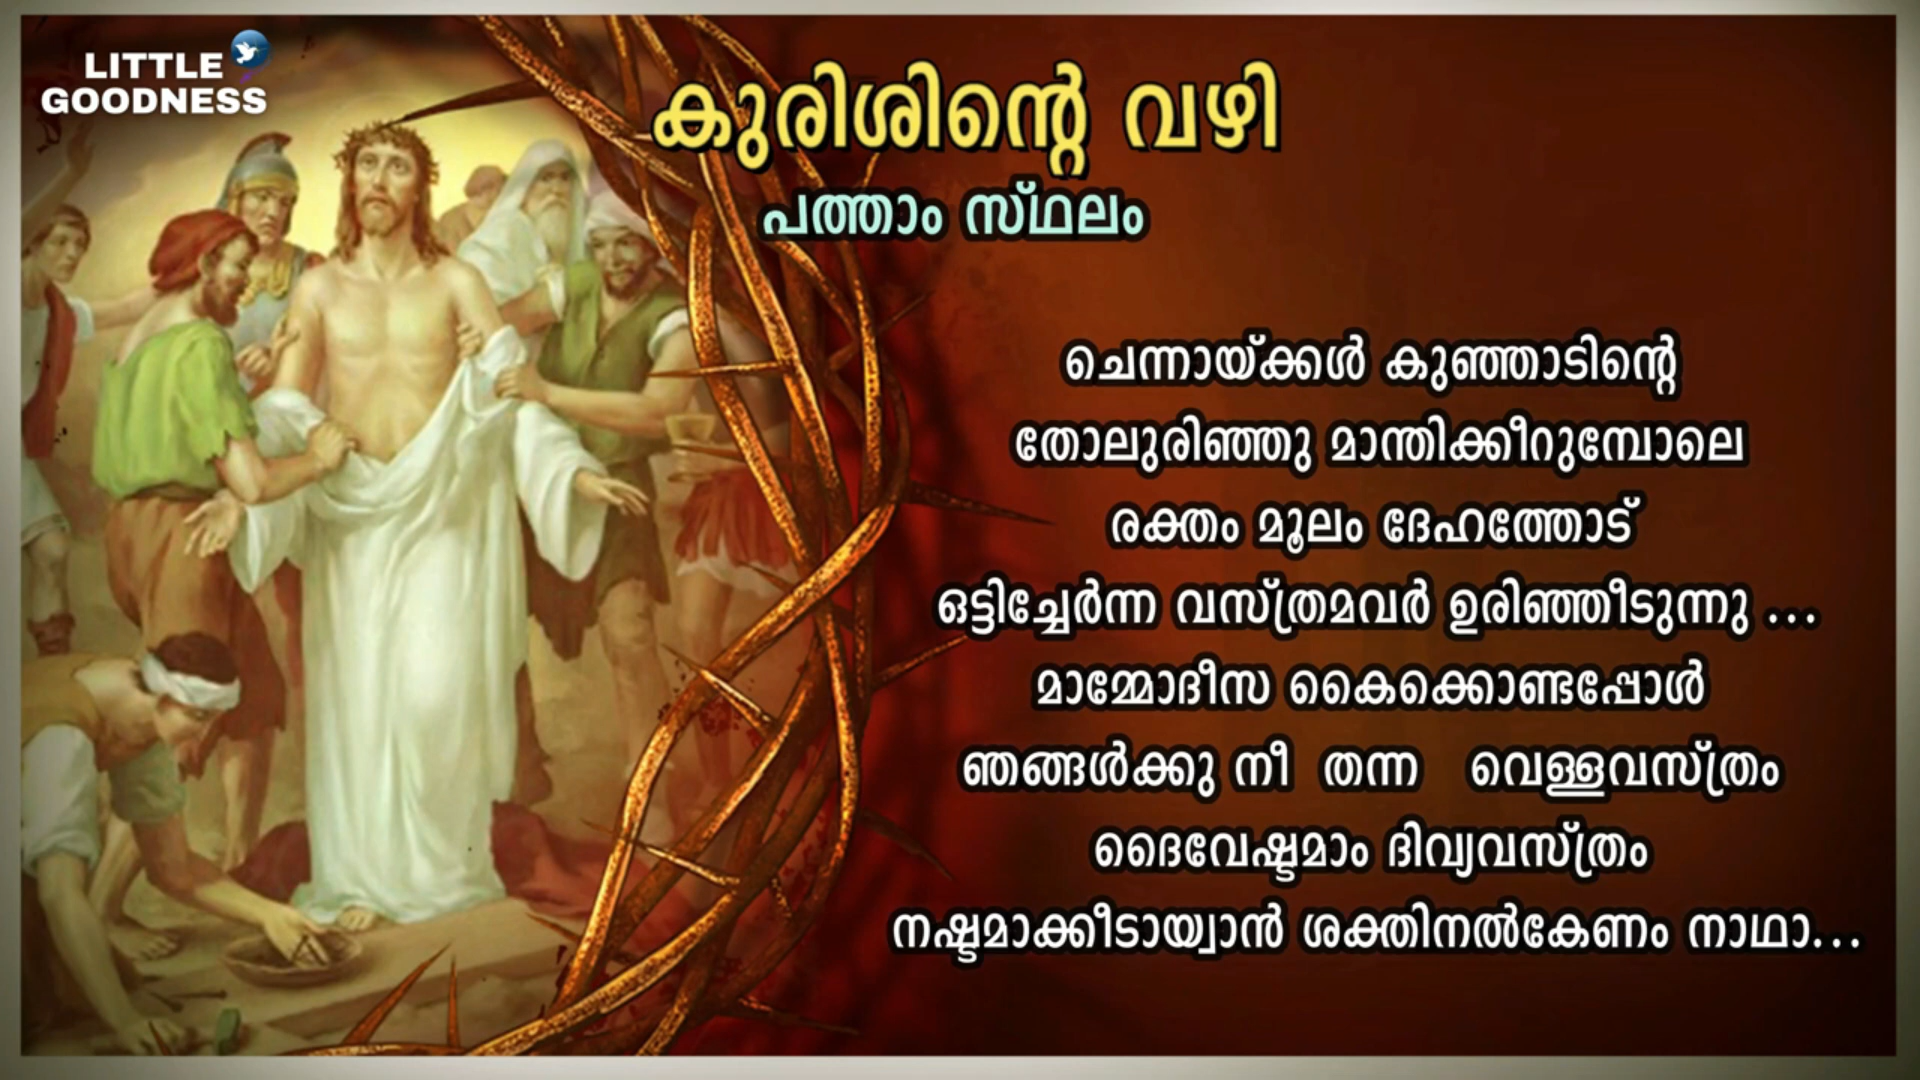 LITTLE
GOODNESS
കുരിശിന്റെ വഴി
പത്താം സ്ഥലം
ചെന്നായ്ക്കൾ കുഞ്ഞാടിന്റെ
തോലുരിഞ്ഞു മാന്തിക്കീറുമ്പോലെ
രക്തം മൂലം ദേഹത്തോട്
ഒട്ടിച്ചേർന്ന വസ്ത്രമവർ ഉരിഞ്ഞീടുന്നു ...
മാമ്മോദീസ കൈക്കൊണ്ടപ്പോൾ
ഞങ്ങൾക്കു നീ തന്ന വെള്ളവസ്ത്രം
ദൈവേഷ്ടമാം ദിവ്യവസ്ത്രം
നഷ്ടമാക്കീടായ്വാൻ ശക്തിനൽകേണം നാഥാ...